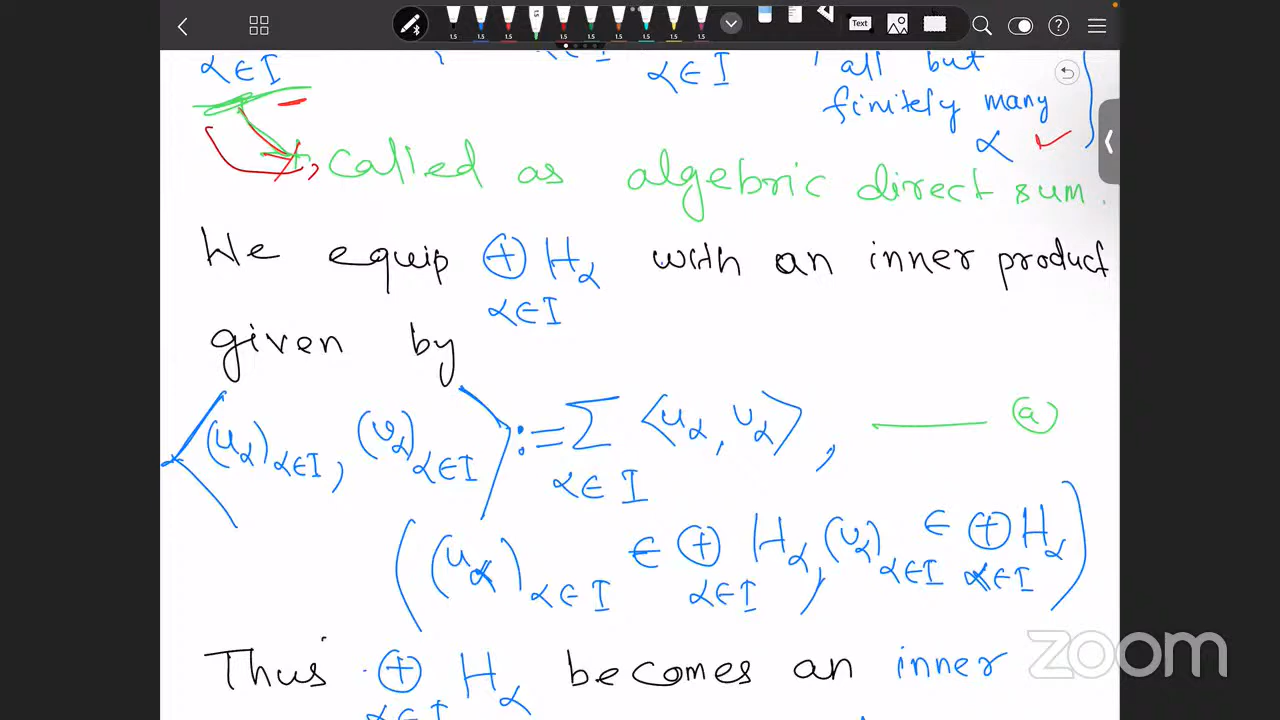 Text
α∈I , α∈I α∈I , all but
finitely many
α ✓
called as algebric direct sum.
We equip ⊕ H_α with an inner product
α∈I
given by
⟨(u_α)_{α∈I}, (v_α)_{α∈I}⟩ := Σ_{α∈I} ⟨u_α, v_α⟩, —— ⓐ
((u_α)_{α∈I} ∈ ⊕_{α∈I} H_α, (v_α)_{α∈I} ∈ ⊕_{α∈I} H_α)
Thus ⊕ H_α becomes an inner
α∈I
zoom